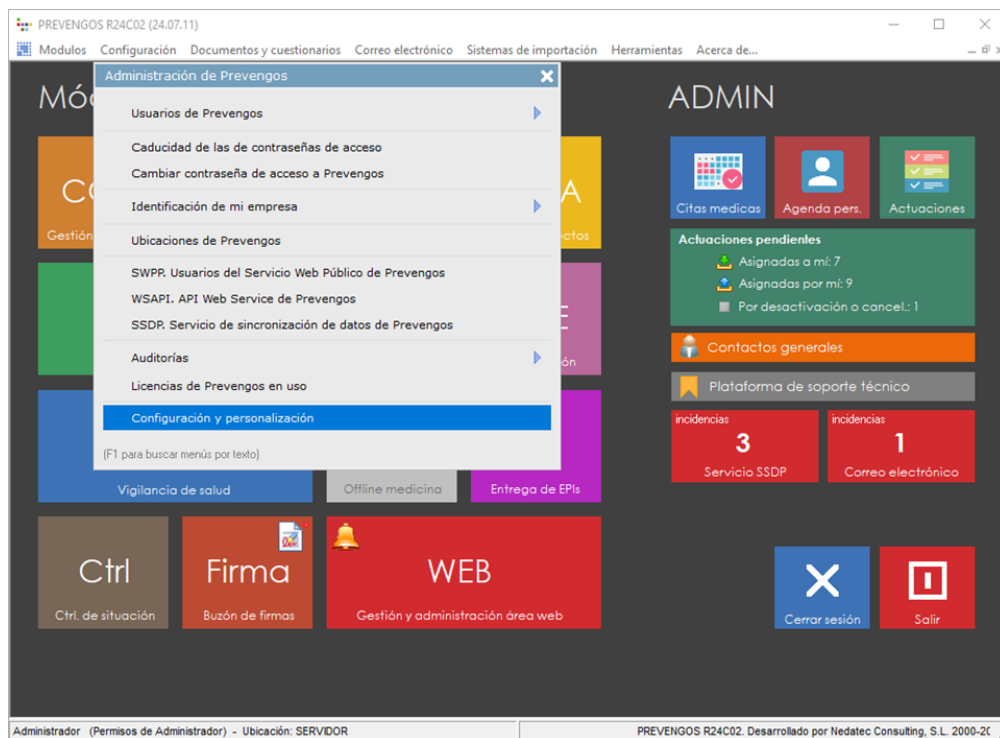 PREVENGOS R24C02 (24.07.11)
Modulos Configuración Documentos y cuestionarios Correo electrónico Sistemas de importación Herramientas Acerca de...
Administración de Prevengos
Usuarios de Prevengos
Caducidad de las de contraseñas de acceso
Cambiar contraseña de acceso a Prevengos
Identificación de mi empresa
Ubicaciones de Prevengos
SWPP. Usuarios del Servicio Web Público de Prevengos
WSAPI. API Web Service de Prevengos
SSDP. Servicio de sincronización de datos de Prevengos
Auditorías
Licencias de Prevengos en uso
Configuración y personalización
(F1 para buscar menús por texto)
Mó
Gestión
Vigilancia de salud
Offline medicina
Entrega de EPIs
Ctrl
Ctrl. de situación
Firma
Buzón de firmas
WEB
Gestión y administración área web
ADMIN
Citas medicas
Agenda pers.
Actuaciones
Actuaciones pendientes
Asignadas a mí: 7
Asignadas por mí: 9
Por desactivación o cancel.: 1
Contactos generales
Plataforma de soporte técnico
incidencias
3
Servicio SSDP
incidencias
1
Correo electrónico
Cerrar sesión
Salir
Administrador (Permisos de Administrador) - Ubicación: SERVIDOR
PREVENGOS R24C02. Desarrollado por Nedatec Consulting, S.L. 2000-20